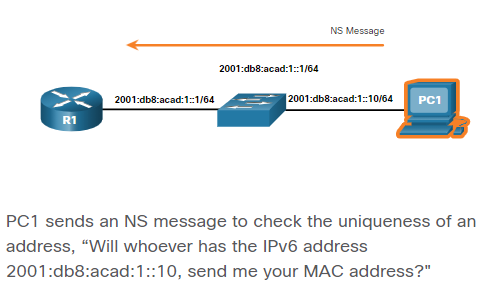 NS Message
2001:db8:acad:1::1/64
2001:db8:acad:1::1/64
2001:db8:acad:1::10/64
PC1
R1
PC1 sends an NS message to check the uniqueness of an
address, “Will whoever has the IPv6 address
2001:db8:acad:1::10, send me your MAC address?"